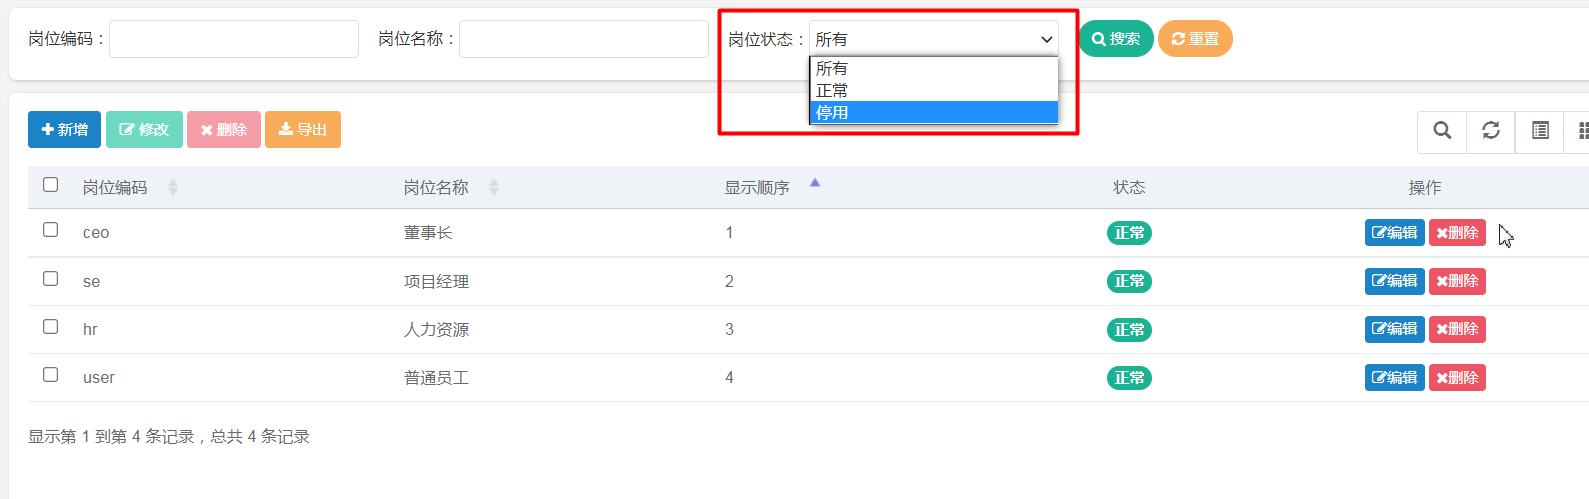 岗位编码： 岗位名称： 岗位状态： 所有 搜索 重置
所有
正常
停用
新增 修改 删除 导出
岗位编码 岗位名称 显示顺序 状态 操作
ceo 董事长 1 正常 编辑 删除
se 项目经理 2 正常 编辑 删除
hr 人力资源 3 正常 编辑 删除
user 普通员工 4 正常 编辑 删除
显示第 1 到第 4 条记录，总共 4 条记录